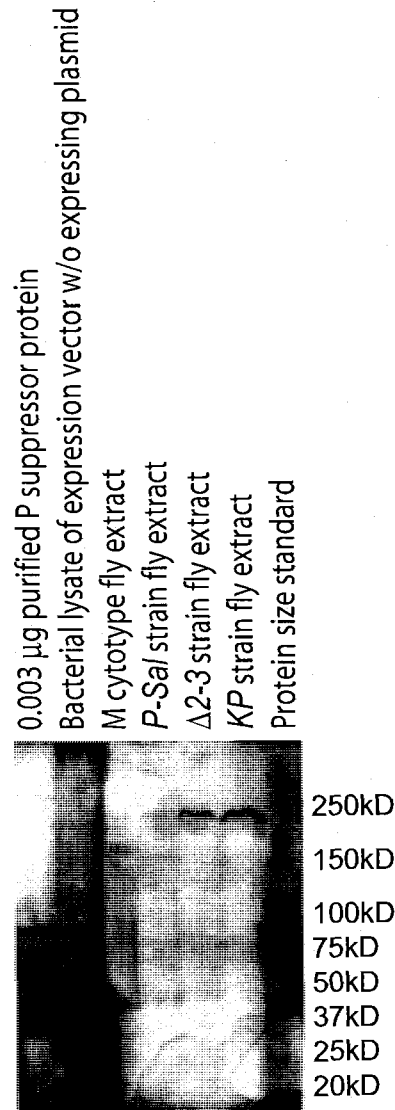 0.003 µg purified P suppressor protein
Bacterial lysate of expression vector w/o expressing plasmid
M cytotype fly extract
P-Sal strain fly extract
Δ2-3 strain fly extract
KP strain fly extract
Protein size standard
250kD
150kD
100kD
75kD
50kD
37kD
25kD
20kD